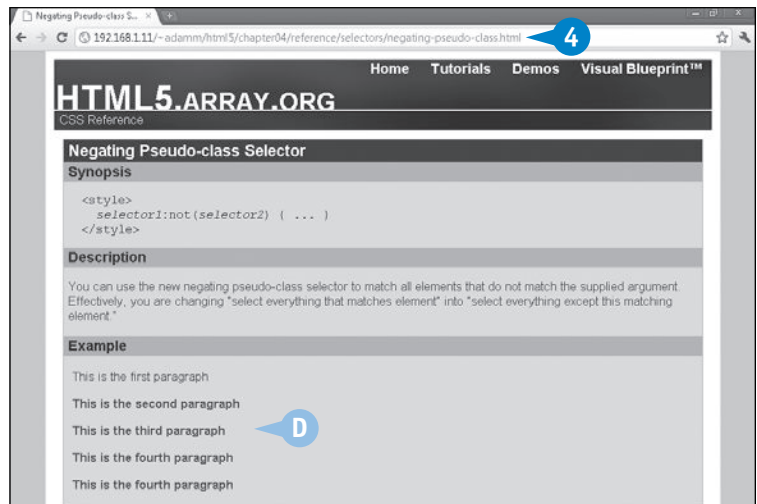 Negating Pseudo-class S...
192.168.1.11/~adamm/html5/chapter04/reference/selectors/negating-pseudo-class.html
4
Home Tutorials Demos Visual Blueprint™
HTML5.ARRAY.ORG
CSS Reference
Negating Pseudo-class Selector
Synopsis
<style>
selector1:not(selector2) { ... }
</style>
Description
You can use the new negating pseudo-class selector to match all elements that do not match the supplied argument.
Effectively, you are changing "select everything that matches element" into "select everything except this matching
element."
Example
This is the first paragraph
This is the second paragraph
This is the third paragraph
D
This is the fourth paragraph
This is the fourth paragraph